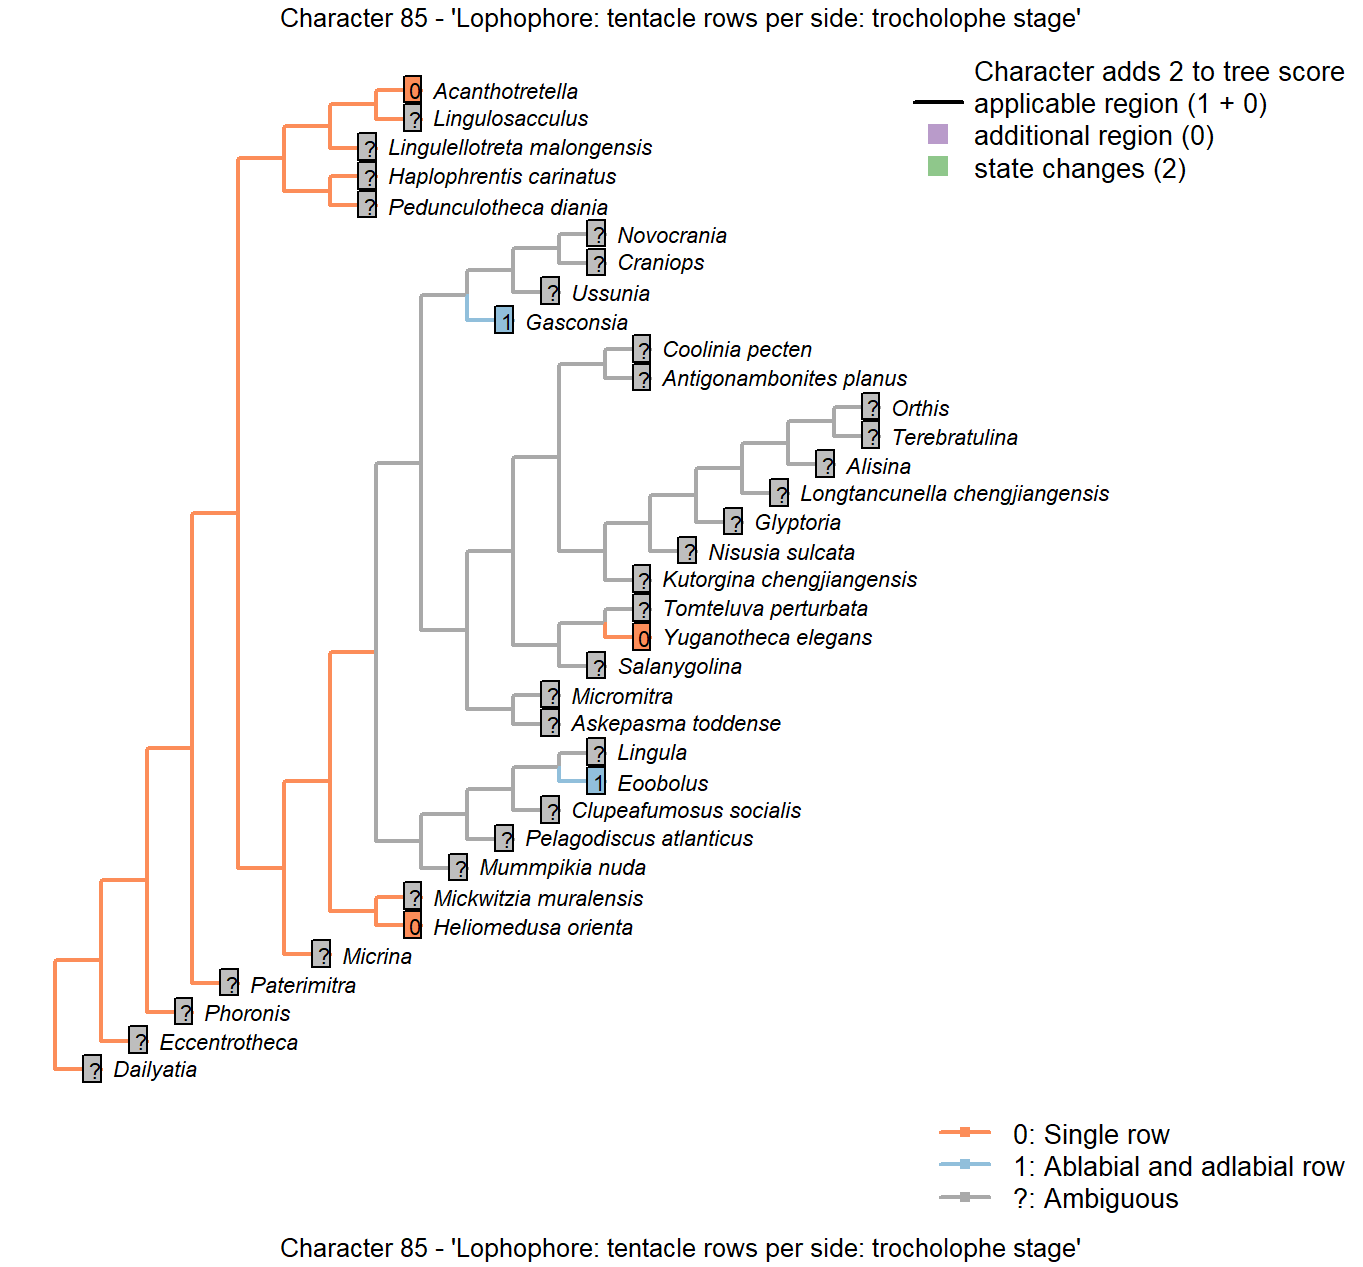 Character 85 - 'Lophophore: tentacle rows per side: trocholophe stage'
Character adds 2 to tree score
applicable region (1 + 0)
additional region (0)
state changes (2)
0 Acanthotretella
? Lingulosacculus
? Lingulellotreta malongensis
? Haplophrentis carinatus
? Pedunculotheca diania
? Novocrania
? Craniops
? Ussunia
1 Gasconsia
? Coolinia pecten
? Antigonambonites planus
? Orthis
? Terebratulina
? Alisina
? Longtancunella chengjiangensis
? Glyptoria
? Nisusia sulcata
? Kutorgina chengjiangensis
? Tomteluva perturbata
0 Yuganotheca elegans
? Salanygolina
? Micromitra
? Askepasma toddense
? Lingula
1 Eoobolus
? Clupeafumosus socialis
? Pelagodiscus atlanticus
? Mummpikia nuda
? Mickwitzia muralensis
0 Heliomedusa orienta
? Micrina
? Paterimitra
? Phoronis
? Eccentrotheca
? Dailyatia
0: Single row
1: Ablabial and adlabial row
?: Ambiguous
Character 85 - 'Lophophore: tentacle rows per side: trocholophe stage'